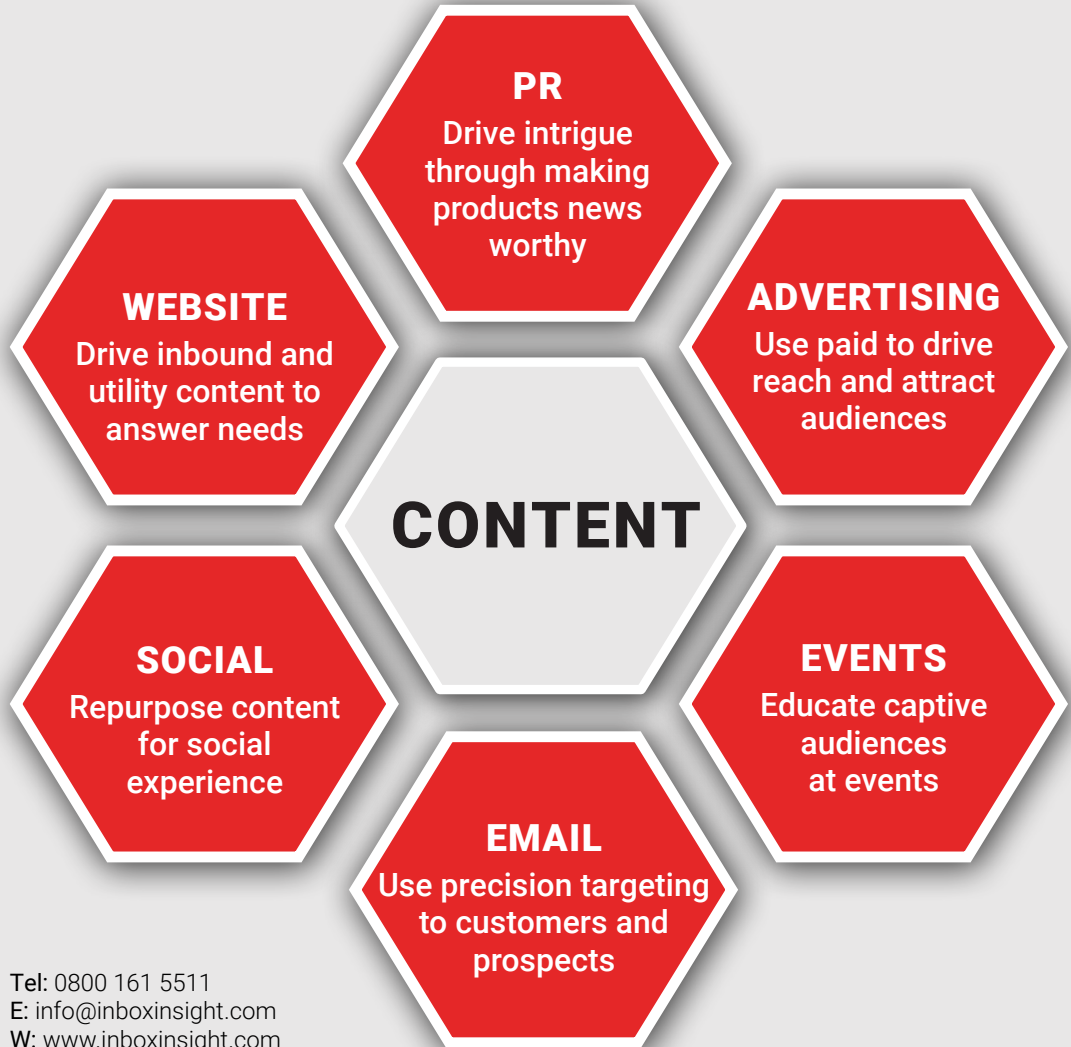 PR
Drive intrigue
through making
products news
worthy
ADVERTISING
Use paid to drive
reach and attract
audiences
WEBSITE
Drive inbound and
utility content to
answer needs
CONTENT
SOCIAL
Repurpose content
for social
experience
EVENTS
Educate captive
audiences
at events
EMAIL
Use precision targeting
to customers and
prospects
Tel: 0800 161 5511
E: info@inboxinsight.com
W: www.inboxinsight.com